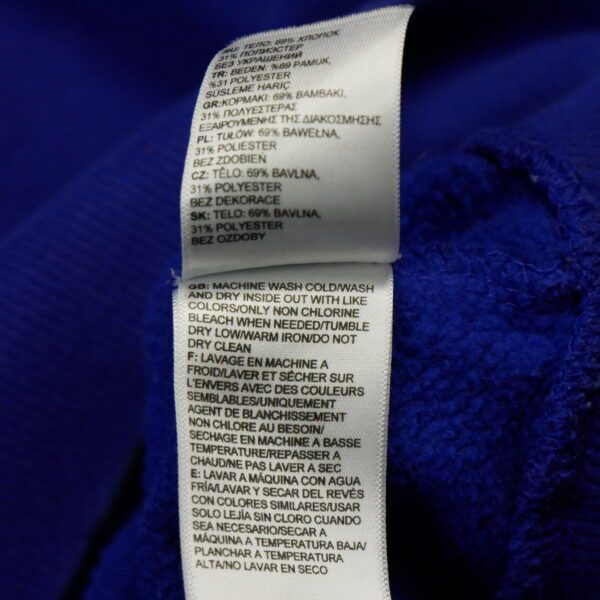 RU: ТЕЛО: 69% ХЛОПОК
31% ПОЛИЭСТЕР
БЕЗ УКРАШЕНИЙ
TR: BEDEN: %69 PAMUK,
%31 POLYESTER
SÜSLEME HARİÇ
GR:ΚΟΡΜΑΚΙ: 69% ΒΑΜΒΑΚΙ,
31% ΠΟΛΥΕΣΤΕΡΑΣ
ΕΞΑΙΡΟΥΜΕΝΗΣ ΤΗΣ ΔΙΑΚΟΣΜΗΣΗΣ
PL: TUŁÓW: 69% BAWEŁNA,
31% POLIESTER
BEZ ZDOBIEŃ
CZ: TĚLO: 69% BAVLNA,
31% POLYESTER
BEZ DEKORACE
SK: TELO: 69% BAVLNA,
31% POLYESTER
BEZ OZDOBY
GB: MACHINE WASH COLD/WASH
AND DRY INSIDE OUT WITH LIKE
COLORS/ONLY NON CHLORINE
BLEACH WHEN NEEDED/TUMBLE
DRY LOW/WARM IRON/DO NOT
DRY CLEAN
F: LAVAGE EN MACHINE A
FROID/LAVER ET SÉCHER SUR
L'ENVERS AVEC DES COULEURS
SEMBLABLES/UNIQUEMENT
AGENT DE BLANCHISSEMENT
NON CHLORE AU BESOIN/
SECHAGE EN MACHINE A BASSE
TEMPERATURE/REPASSER A
CHAUD/NE PAS LAVER A SEC
E: LAVAR A MÁQUINA CON AGUA
FRÍA/LAVAR Y SECAR DEL REVÉS
CON COLORES SIMILARES/USAR
SOLO LEJÍA SIN CLORO CUANDO
SEA NECESARIO/SECAR A
MÁQUINA A TEMPERATURA BAJA/
PLANCHAR A TEMPERATURA
ALTA/NO LAVAR EN SECO